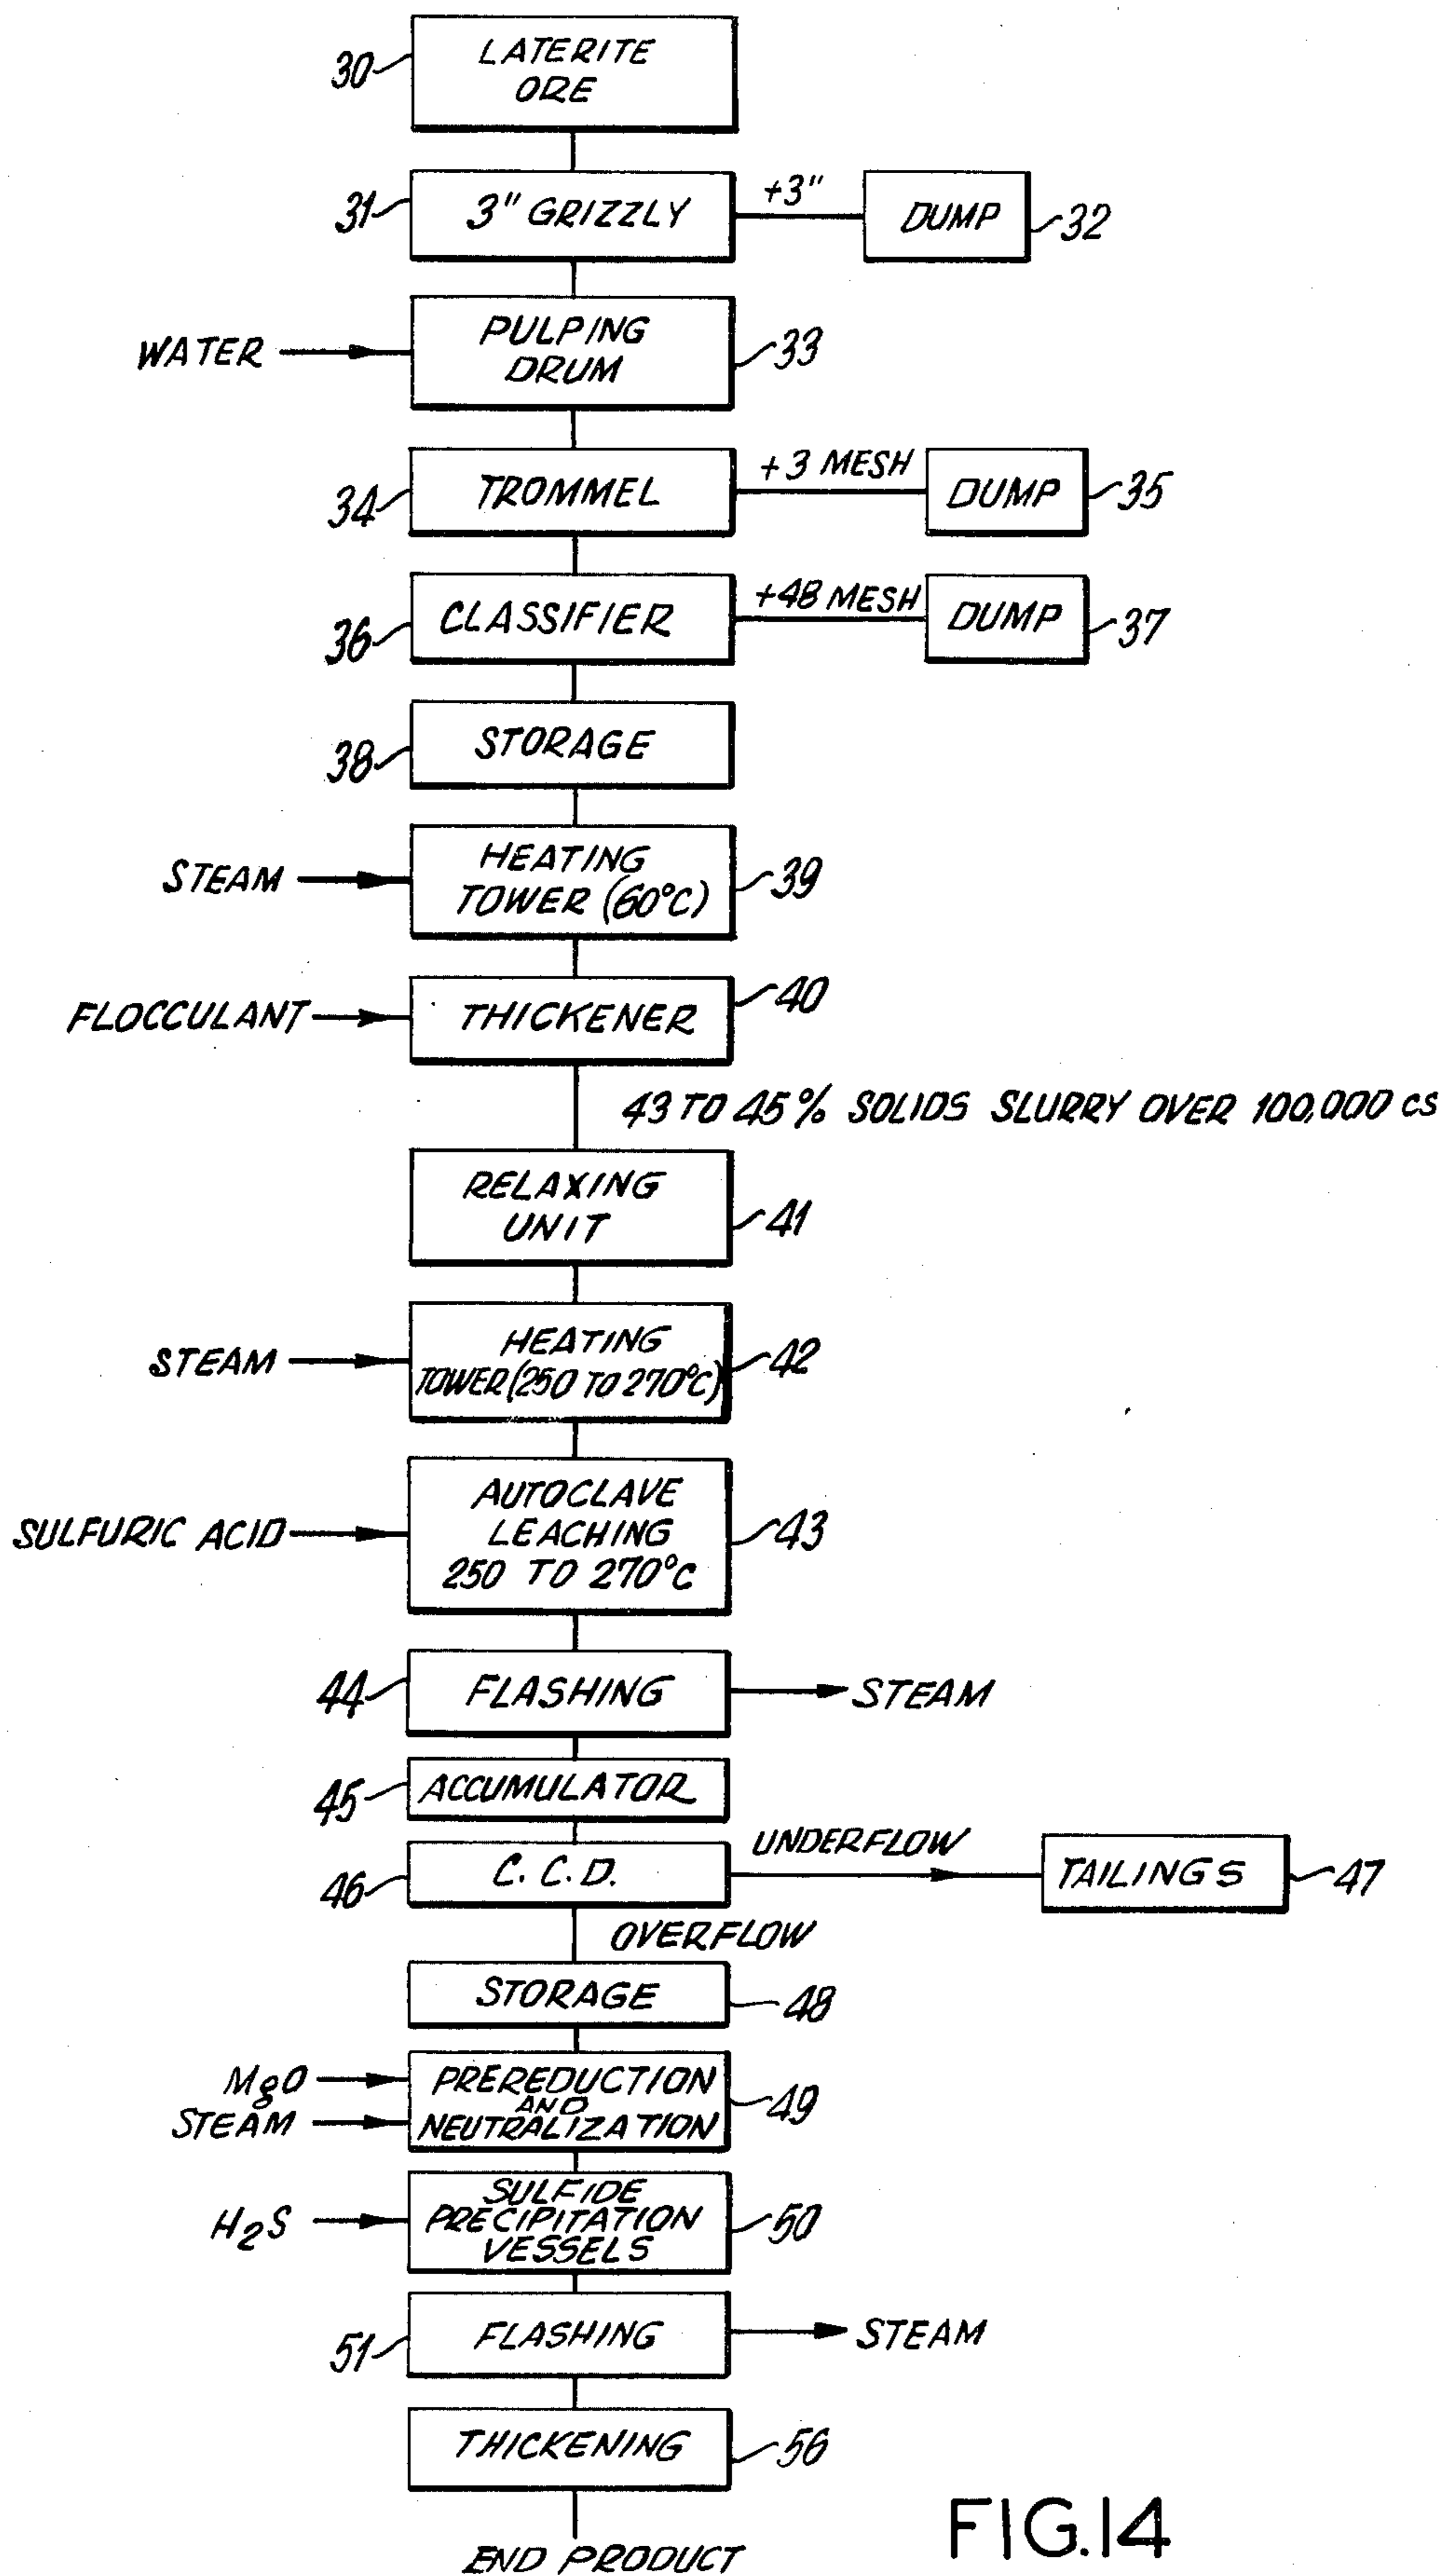 LATERITE
ORE
30
31
3" GRIZZLY
+3"
DUMP
32
WATER
PULPING
DRUM
33
34
TROMMEL
+3 MESH
DUMP
35
36
CLASSIFIER
+48 MESH
DUMP
37
38
STORAGE
STEAM
HEATING
TOWER (60°C)
39
FLOCCULANT
THICKENER
40
43 TO 45% SOLIDS SLURRY OVER 100,000 CS
RELAXING
UNIT
41
STEAM
HEATING
TOWER (250 TO 270°C)
42
SULFURIC ACID
AUTOCLAVE
LEACHING
250 TO 270°C
43
44
FLASHING
STEAM
45
ACCUMULATOR
46
C.C.D.
UNDERFLOW
TAILINGS
47
OVERFLOW
STORAGE
48
MgO
STEAM
PREREDUCTION
AND
NEUTRALIZATION
49
H2S
SULFIDE
PRECIPITATION
VESSELS
50
51
FLASHING
STEAM
THICKENING
56
END PRODUCT
FIG.14